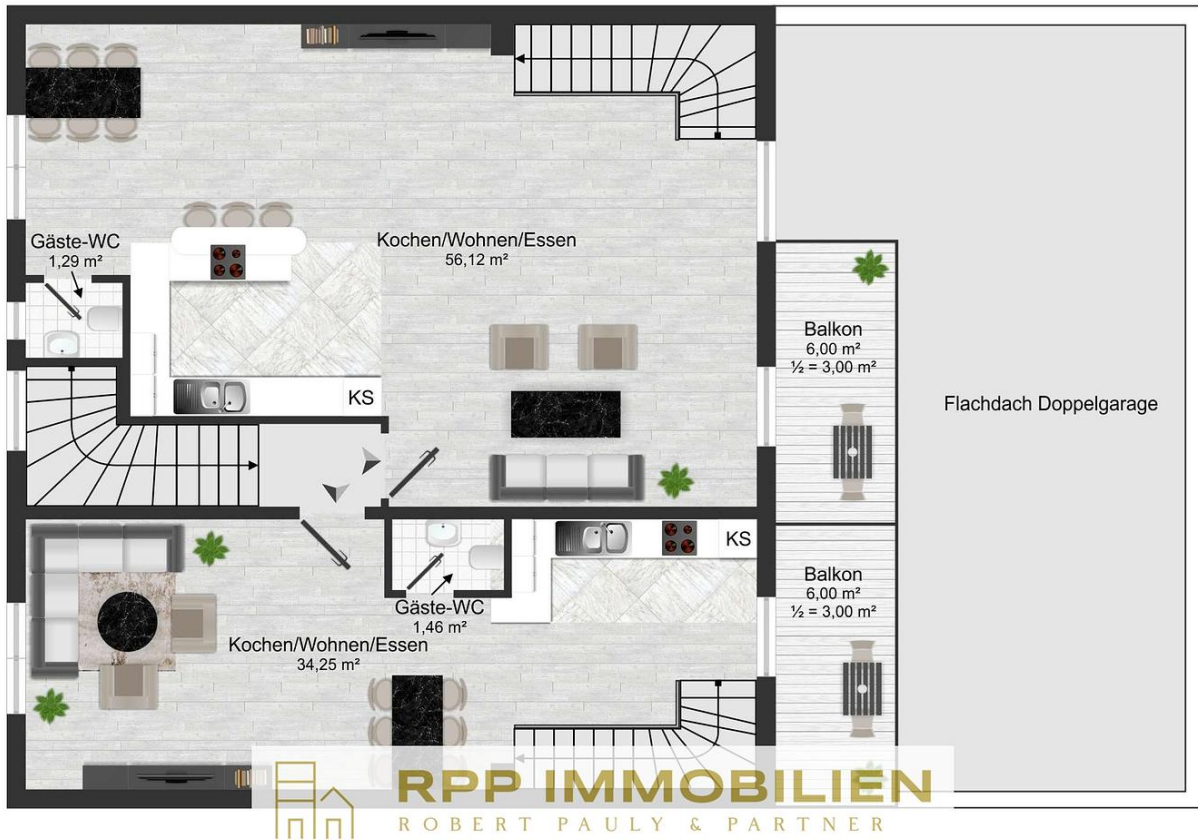 Gäste-WC
1,29 m²
Kochen/Wohnen/Essen
56,12 m²
KS
Balkon
6,00 m²
½ = 3,00 m²
Flachdach Doppelgarage
KS
Balkon
6,00 m²
½ = 3,00 m²
Gäste-WC
1,46 m²
Kochen/Wohnen/Essen
34,25 m²
RPP IMMOBILIEN
ROBERT PAULY & PARTNER